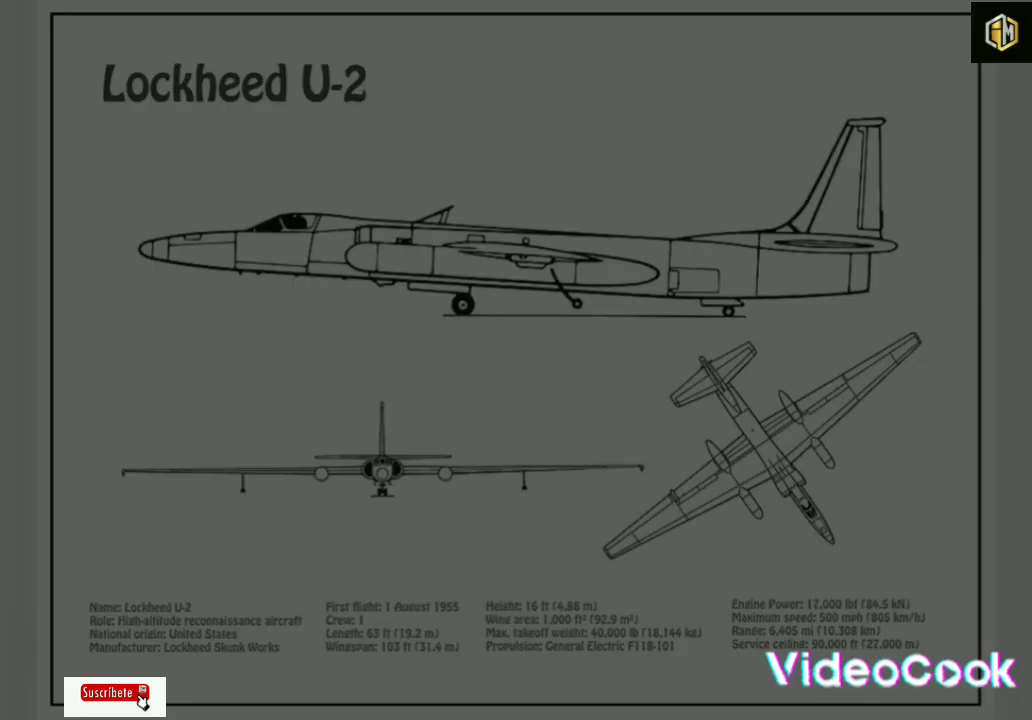 Lockheed U-2
Name: Lockheed U-2
Role: High-altitude reconnaissance aircraft
National origin: United States
Manufacturer: Lockheed Skunk Works
First flight: 1 August 1955
Crew: 1
Length: 63 ft (19.2 m)
Wingspan: 103 ft (31.4 m)
Height: 16 ft (4.88 m)
Wing area: 1,000 ft² (92.9 m²)
Max. takeoff weight: 40,000 lb (18,144 kg)
Propulsion: General Electric F118-101
Engine Power: 17,000 lbf (84.5 kN)
Maximum speed: 500 mph (805 km/h)
Range: 6,405 mi (10,308 km)
Service ceiling: 90,000 ft (27,000 m)
VideoCook
Suscríbete